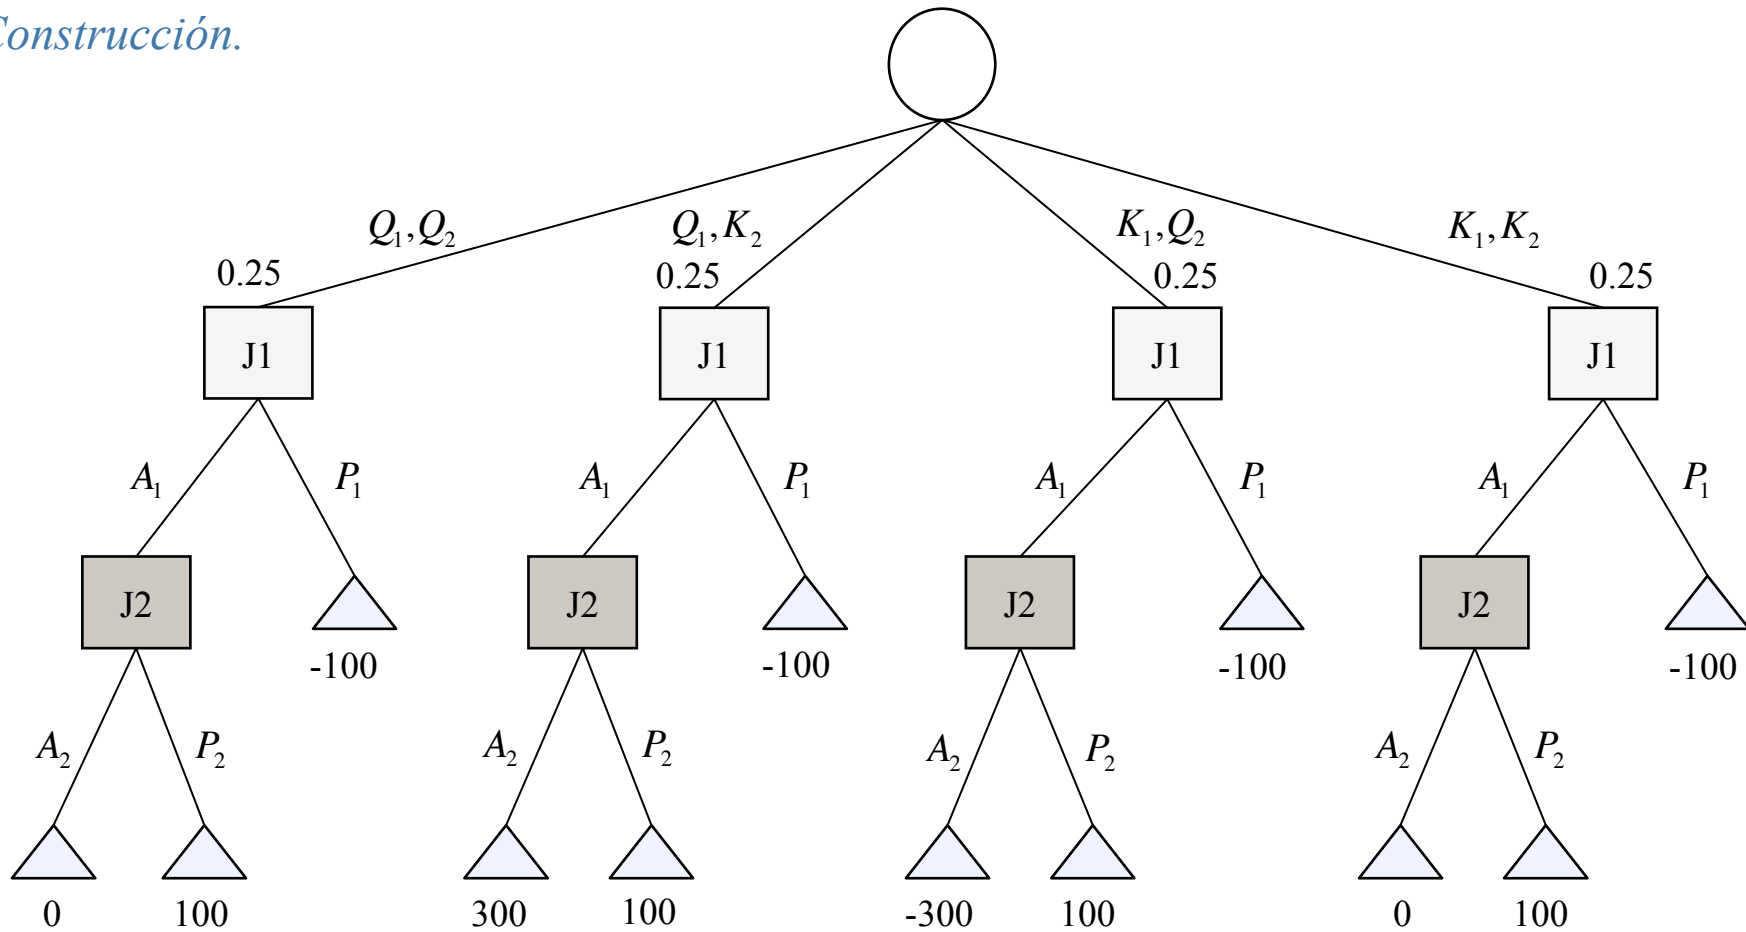 Construcción.
Q₁,Q₂ Q₁,K₂ K₁,Q₂ K₁,K₂
0.25 0.25 0.25 0.25
J1 J1 J1 J1
A₁ P₁ A₁ P₁ A₁ P₁ A₁ P₁
J2 J2 J2 J2
-100 -100 -100 -100
A₂ P₂ A₂ P₂ A₂ P₂ A₂ P₂
0 100 300 100 -300 100 0 100